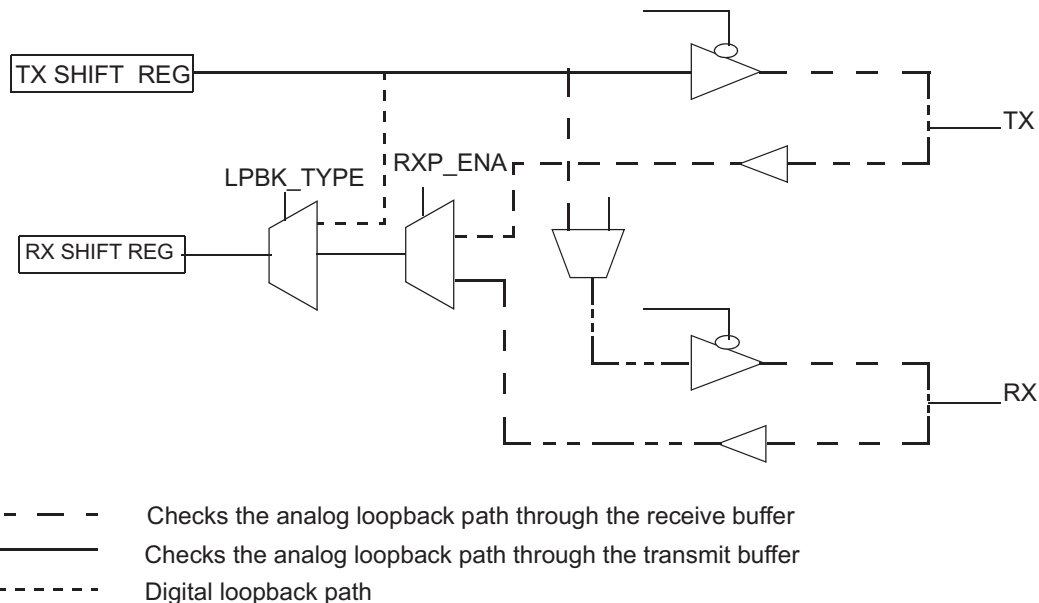 TX SHIFT REG
TX
RXP_ENA
LPBK_TYPE
RX SHIFT REG
RX
Checks the analog loopback path through the receive buffer
Checks the analog loopback path through the transmit buffer
Digital loopback path